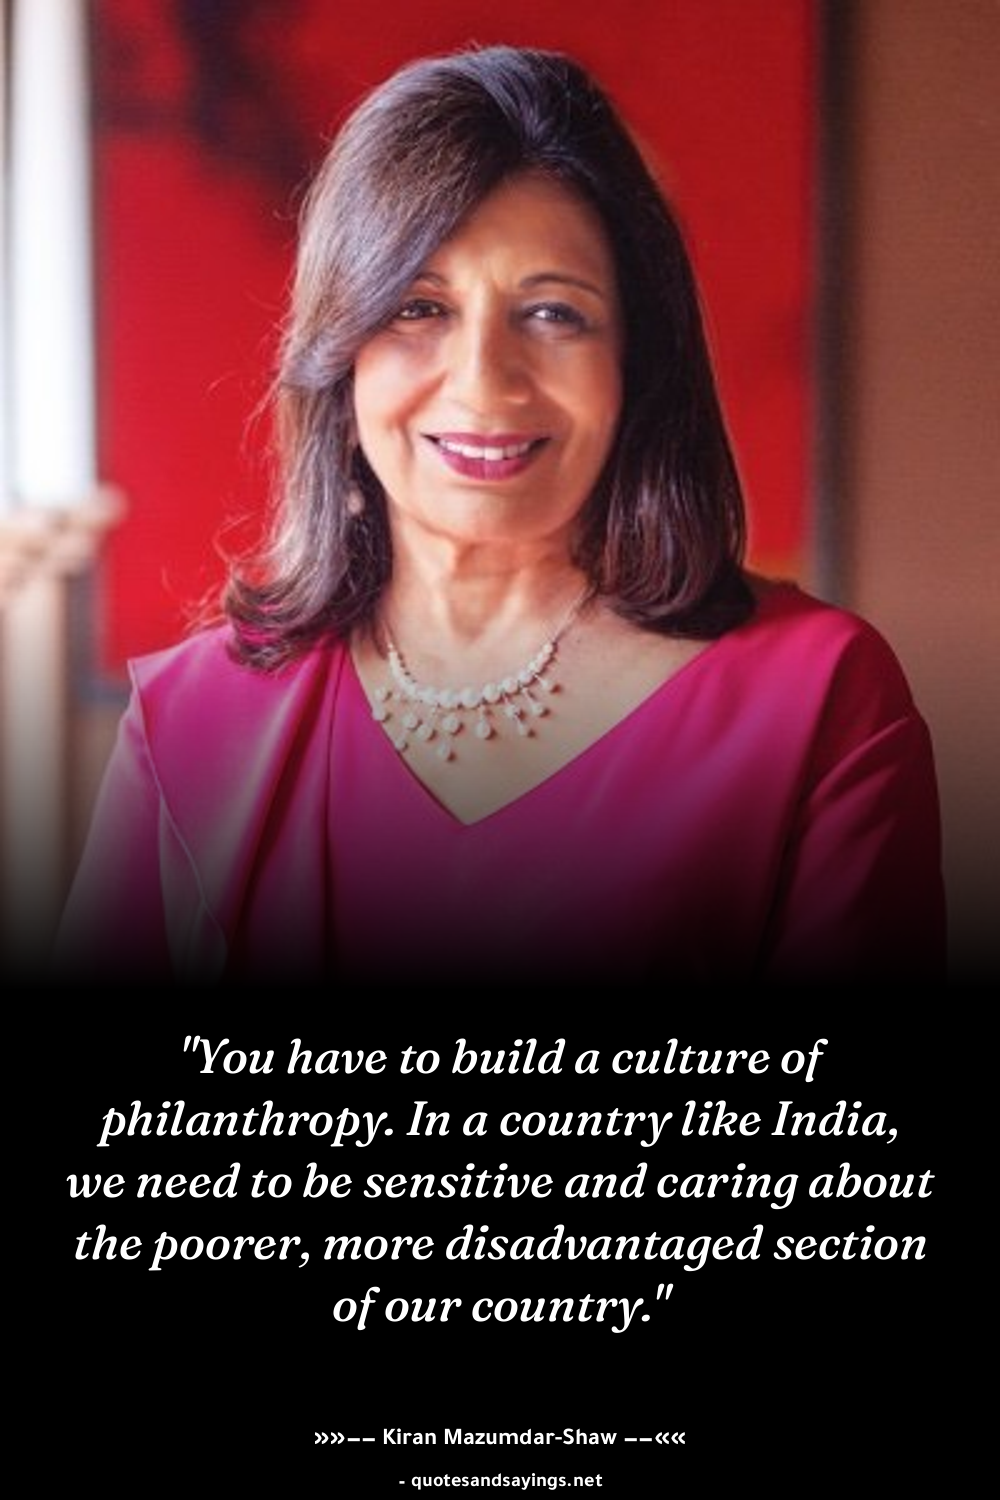 "You have to build a culture of
philanthropy. In a country like India,
we need to be sensitive and caring about
the poorer, more disadvantaged section
of our country."
»»–– Kiran Mazumdar-Shaw ––««
- quotesandsayings.net